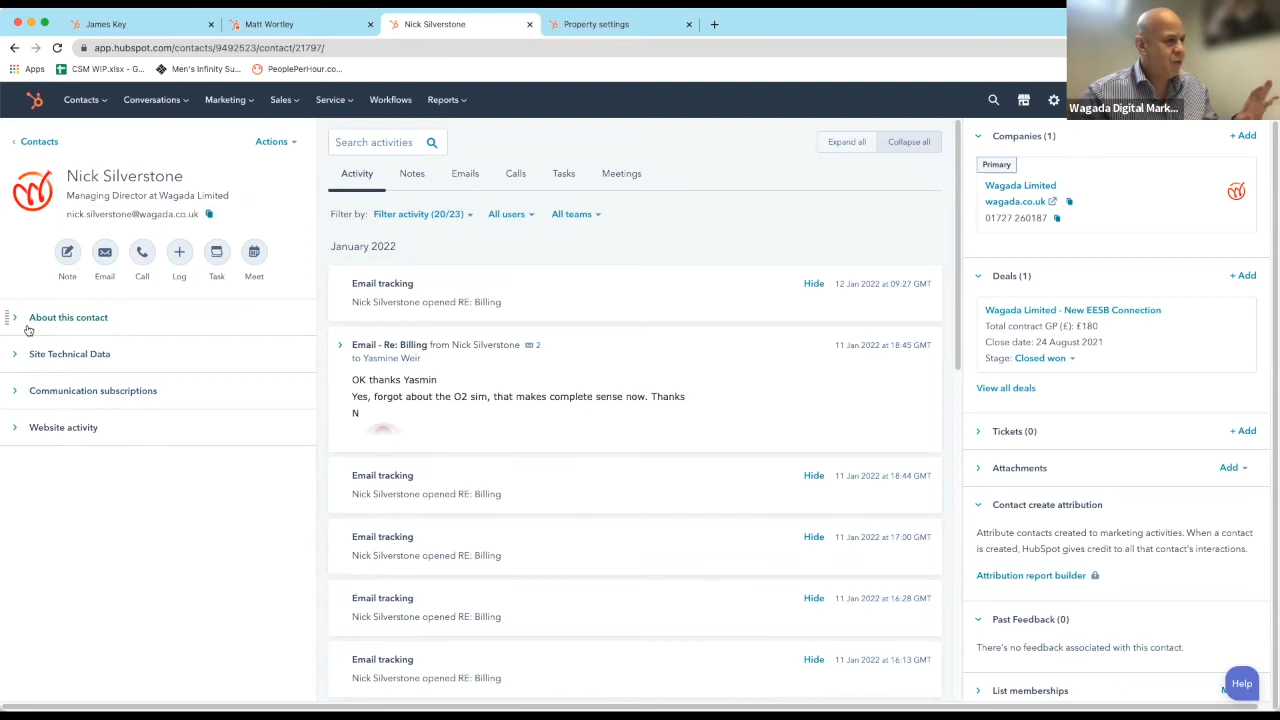 James Key
Matt Wortley
Nick Silverstone
Property settings
app.hubspot.com/contacts/9492523/contact/21797/
Apps
CSM WIP.xlsx - G...
Men's Infinity Su...
PeoplePerHour.co...
Wagada Digital Mark...
Contacts
Conversations
Marketing
Sales
Service
Workflows
Reports
Contacts
Actions
Nick Silverstone
Managing Director at Wagada Limited
nick.silverstone@wagada.co.uk
Note
Email
Call
Log
Task
Meet
About this contact
Site Technical Data
Communication subscriptions
Website activity
Search activities
Expand all
Collapse all
Activity
Notes
Emails
Calls
Tasks
Meetings
Filter by:
Filter activity (20/23)
All users
All teams
January 2022
Email tracking
Hide
12 Jan 2022 at 09:27 GMT
Nick Silverstone opened RE: Billing
Email - Re: Billing from Nick Silverstone 2
11 Jan 2022 at 18:45 GMT
to Yasmine Weir
OK thanks Yasmin
Yes, forgot about the O2 sim, that makes complete sense now. Thanks
N
Email tracking
Hide
11 Jan 2022 at 18:44 GMT
Nick Silverstone opened RE: Billing
Email tracking
Hide
11 Jan 2022 at 17:00 GMT
Nick Silverstone opened RE: Billing
Email tracking
Hide
11 Jan 2022 at 16:28 GMT
Nick Silverstone opened RE: Billing
Email tracking
Hide
11 Jan 2022 at 16:13 GMT
Nick Silverstone opened RE: Billing
Companies (1)
+ Add
Primary
Wagada Limited
wagada.co.uk
01727 260187
Deals (1)
+ Add
Wagada Limited - New EESB Connection
Total contract GP (£): £180
Close date: 24 August 2021
Stage: Closed won
View all deals
Tickets (0)
+ Add
Attachments
Add
Contact create attribution
Attribute contacts created to marketing activities. When a contact
is created, HubSpot gives credit to all that contact's interactions.
Attribution report builder
Past Feedback (0)
There's no feedback associated with this contact.
List memberships
Help